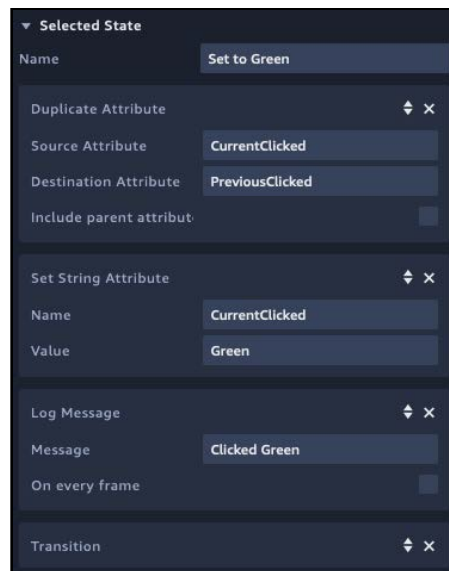 Selected State
Name Set to Green
Duplicate Attribute
Source Attribute CurrentClicked
Destination Attribute PreviousClicked
Include parent attribut
Set String Attribute
Name CurrentClicked
Value Green
Log Message
Message Clicked Green
On every frame
Transition